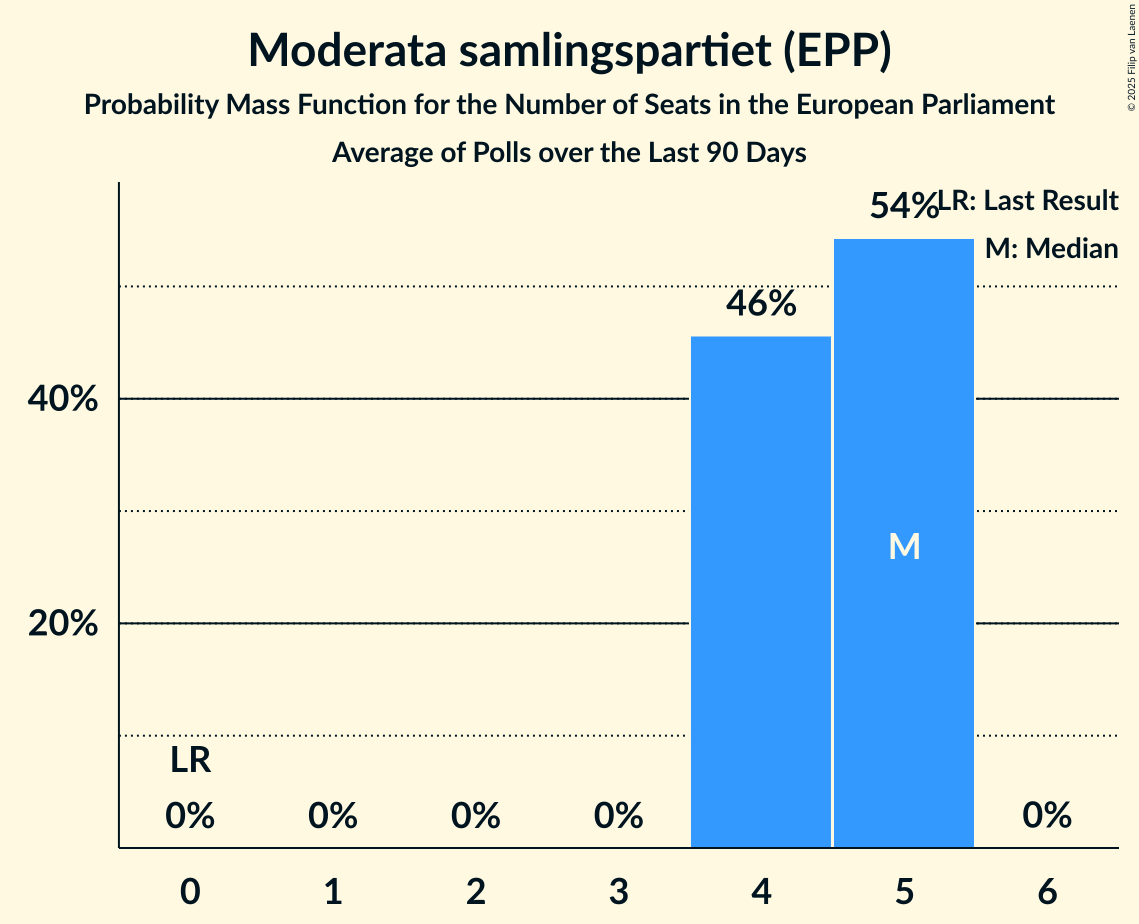 Moderata samlingspartiet (EPP)
Probability Mass Function for the Number of Seats in the European Parliament
Average of Polls over the Last 90 Days
© 2025 Filip van Laenen
LR: Last Result
M: Median
54%
46%
40%
20%
M
LR
0% 0% 0% 0% 0%
0 1 2 3 4 5 6